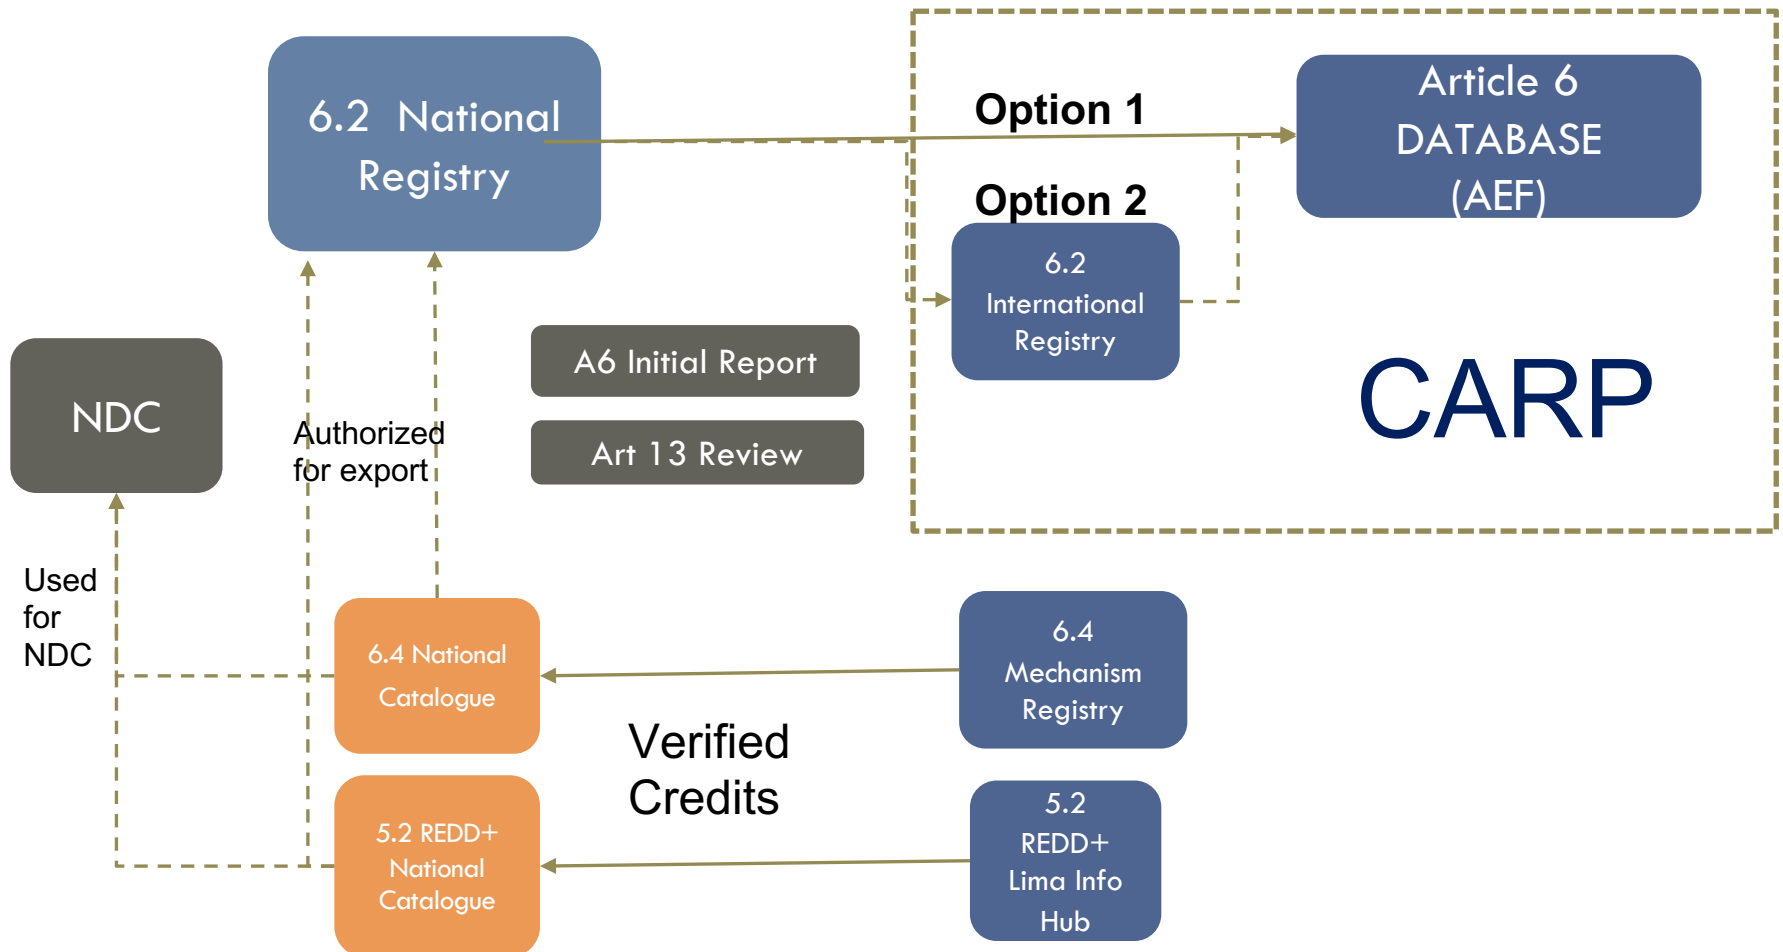 6.2 National
Registry
Option 1
Article 6
DATABASE
(AEF)
Option 2
6.2
International
Registry
CARP
A6 Initial Report
Art 13 Review
NDC
Authorized
for export
Used
for
NDC
6.4 National
Catalogue
6.4
Mechanism
Registry
Verified
Credits
5.2 REDD+
National
Catalogue
5.2
REDD+
Lima Info
Hub